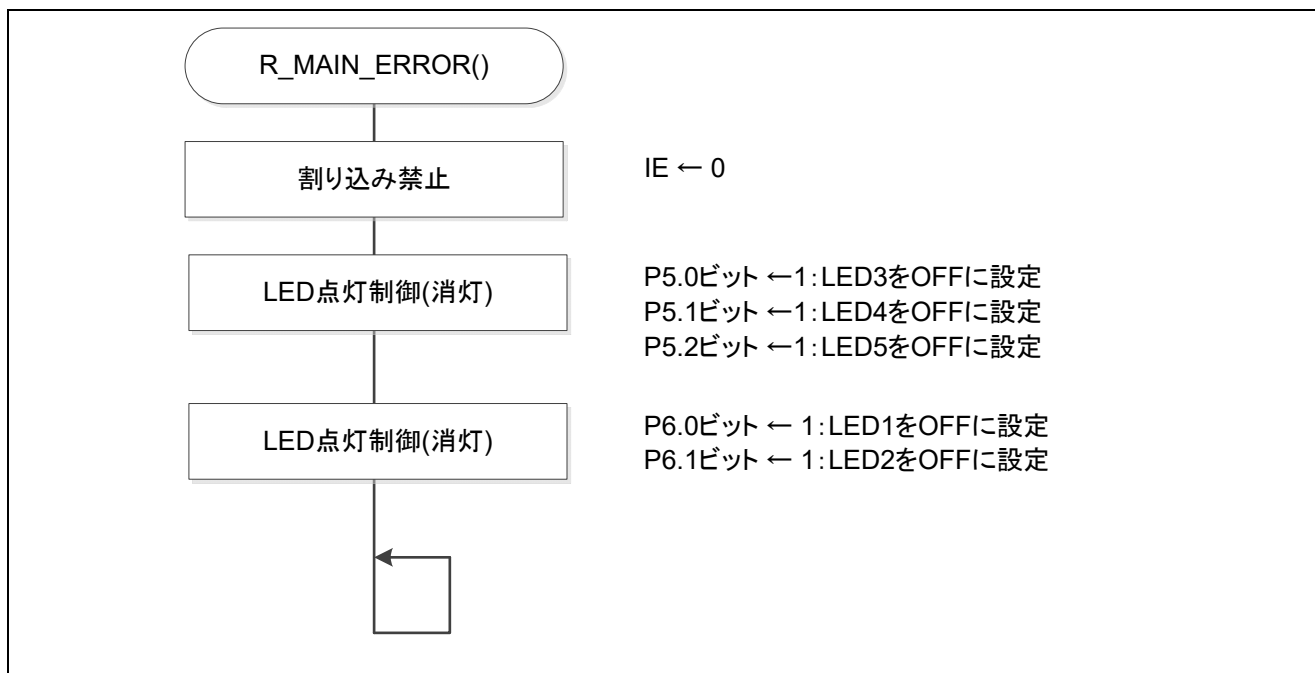 R_MAIN_ERROR()
割り込み禁止
IE ← 0
LED点灯制御(消灯)
P5.0ビット ←1:LED3をOFFに設定
P5.1ビット ←1:LED4をOFFに設定
P5.2ビット ←1:LED5をOFFに設定
LED点灯制御(消灯)
P6.0ビット ← 1:LED1をOFFに設定
P6.1ビット ← 1:LED2をOFFに設定